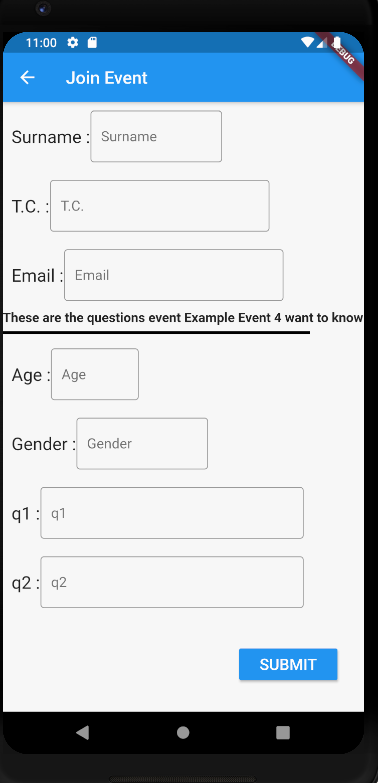 11:00
DEBUG
Join Event
Surname : Surname
T.C. : T.C.
Email : Email
These are the questions event Example Event 4 want to know
Age : Age
Gender : Gender
q1 : q1
q2 : q2
SUBMIT